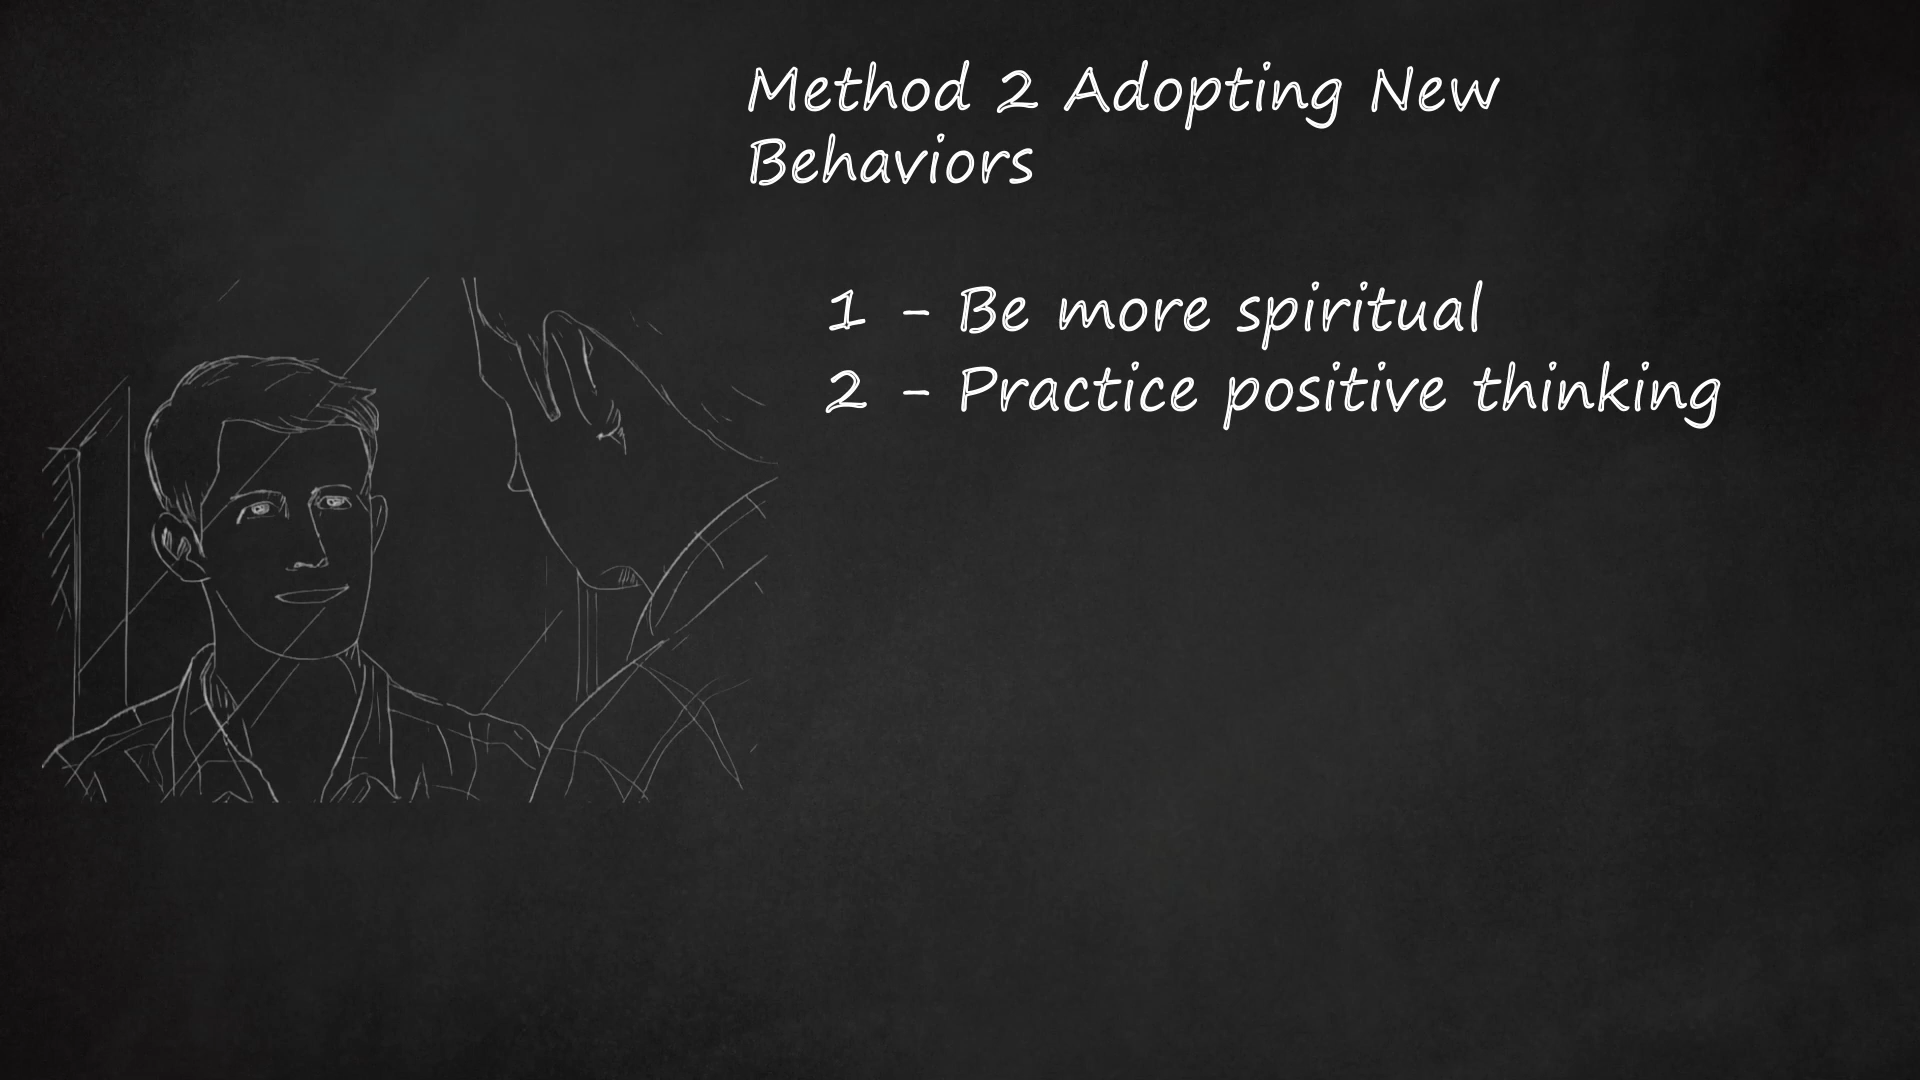 Method 2 Adopting New
Behaviors
1 - Be more spiritual
2 - Practice positive thinking